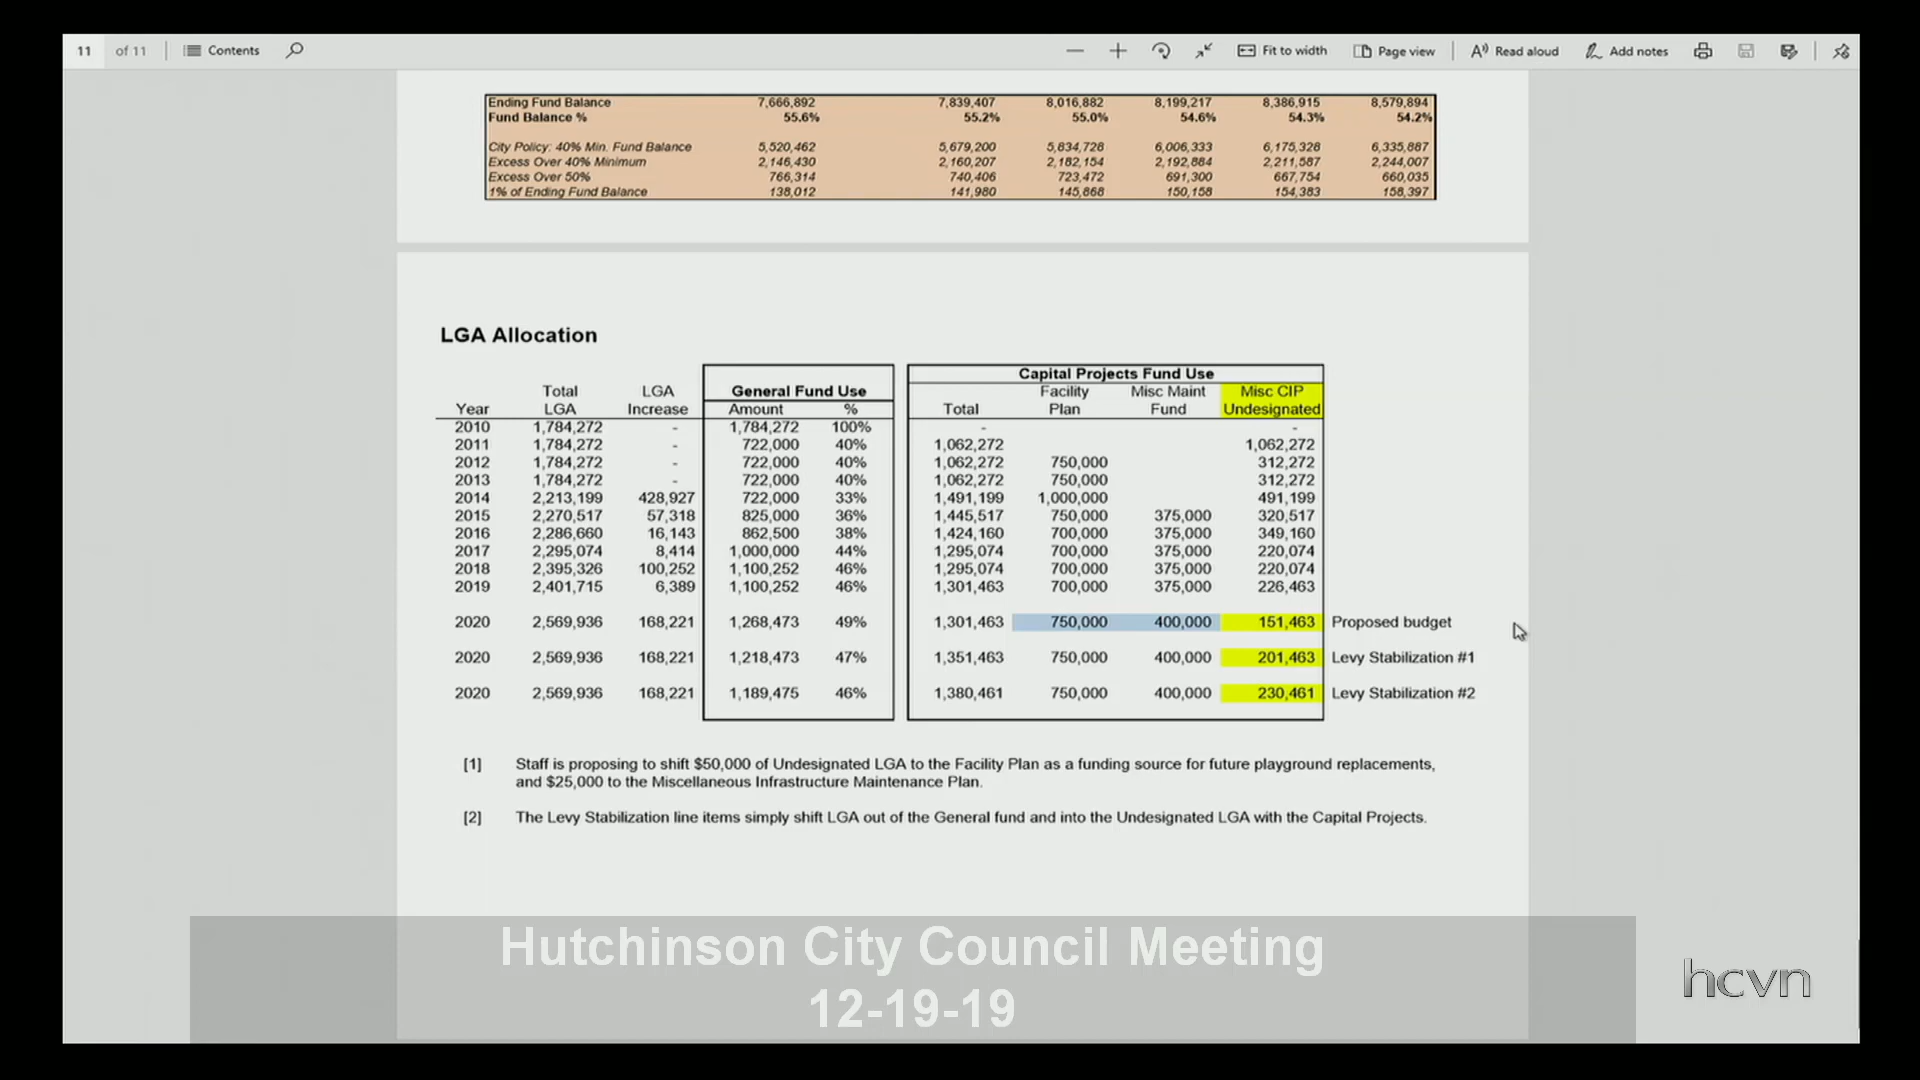 11 of 11 Contents Fit to width Page view Read aloud Add notes
Ending Fund Balance 7,666,892 7,839,407 8,016,882 8,199,217 8,386,915 8,579,894
Fund Balance % 55.6% 55.2% 55.0% 54.6% 54.3% 54.2%
City Policy: 40% Min. Fund Balance 5,520,462 5,679,200 5,834,728 6,006,333 6,175,328 6,335,887
Excess Over 40% Minimum 2,146,430 2,160,207 2,182,154 2,192,884 2,211,587 2,244,007
Excess Over 50% 766,314 740,406 723,472 691,300 667,754 660,035
1% of Ending Fund Balance 138,012 141,980 145,868 150,158 154,383 158,397
LGA Allocation
Capital Projects Fund Use
Total LGA General Fund Use Facility Misc Maint Misc CIP
Year LGA Increase Amount % Total Plan Fund Undesignated
2010 1,784,272 - 1,784,272 100% - -
2011 1,784,272 - 722,000 40% 1,062,272 1,062,272
2012 1,784,272 - 722,000 40% 1,062,272 750,000 312,272
2013 1,784,272 - 722,000 40% 1,062,272 750,000 312,272
2014 2,213,199 428,927 722,000 33% 1,491,199 1,000,000 491,199
2015 2,270,517 57,318 825,000 36% 1,445,517 750,000 375,000 320,517
2016 2,286,660 16,143 862,500 38% 1,424,160 700,000 375,000 349,160
2017 2,295,074 8,414 1,000,000 44% 1,295,074 700,000 375,000 220,074
2018 2,395,326 100,252 1,100,252 46% 1,295,074 700,000 375,000 220,074
2019 2,401,715 6,389 1,100,252 46% 1,301,463 700,000 375,000 226,463
2020 2,569,936 168,221 1,268,473 49% 1,301,463 750,000 400,000 151,463 Proposed budget
2020 2,569,936 168,221 1,218,473 47% 1,351,463 750,000 400,000 201,463 Levy Stabilization #1
2020 2,569,936 168,221 1,189,475 46% 1,380,461 750,000 400,000 230,461 Levy Stabilization #2
[1] Staff is proposing to shift $50,000 of Undesignated LGA to the Facility Plan as a funding source for future playground replacements,
and $25,000 to the Miscellaneous Infrastructure Maintenance Plan.
[2] The Levy Stabilization line items simply shift LGA out of the General fund and into the Undesignated LGA with the Capital Projects.
Hutchinson City Council Meeting
12-19-19
hcvn